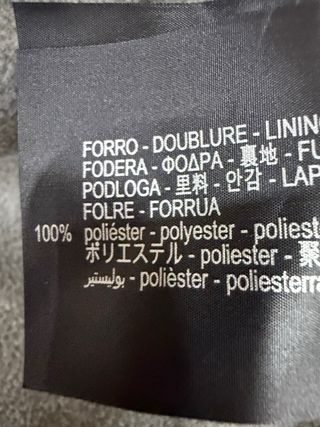 FORRO - DOUBLURE - LINING
FODERA - ΦΟΔΡΑ - 裏地 - FU
PODLOGA - 里料 - 안감 - LAP
FOLRE - FORRUA
100% poliéster - polyester - poliest
ポリエステル - poliester - 聚
بوليستير - polièster - poliesterra